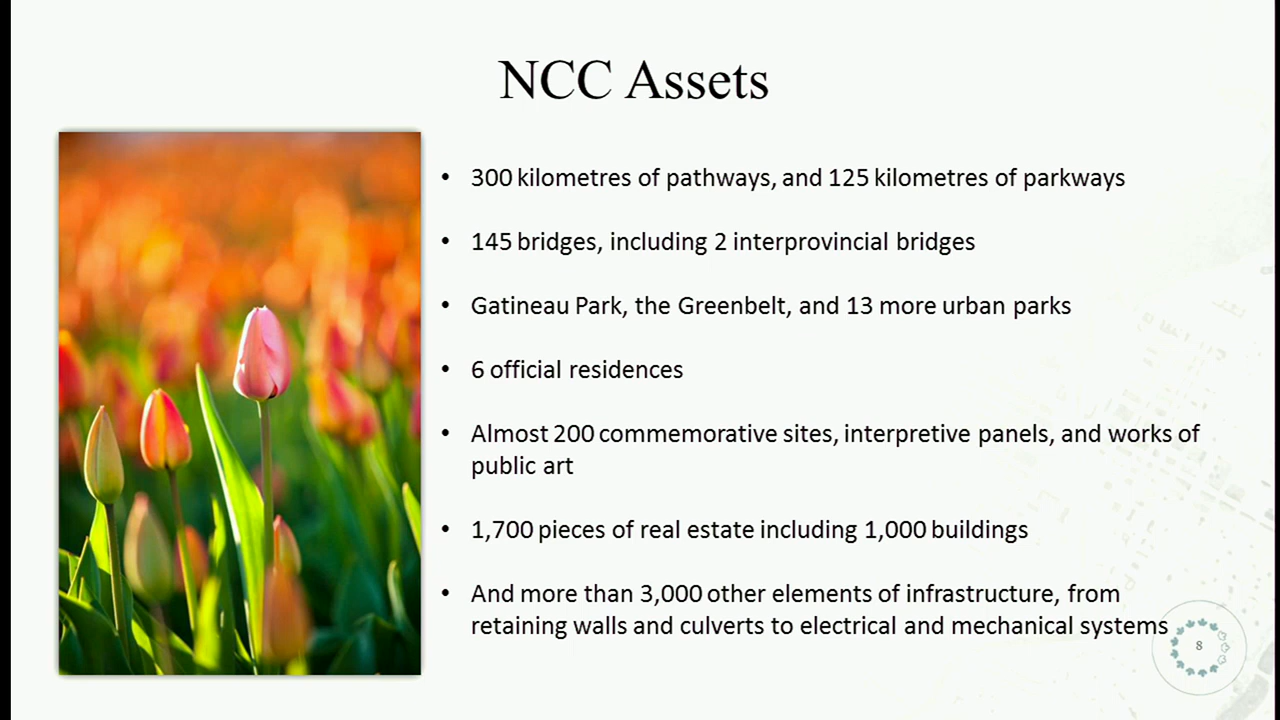 NCC Assets
• 300 kilometres of pathways, and 125 kilometres of parkways
• 145 bridges, including 2 interprovincial bridges
• Gatineau Park, the Greenbelt, and 13 more urban parks
• 6 official residences
• Almost 200 commemorative sites, interpretive panels, and works of
public art
• 1,700 pieces of real estate including 1,000 buildings
• And more than 3,000 other elements of infrastructure, from
retaining walls and culverts to electrical and mechanical systems
8